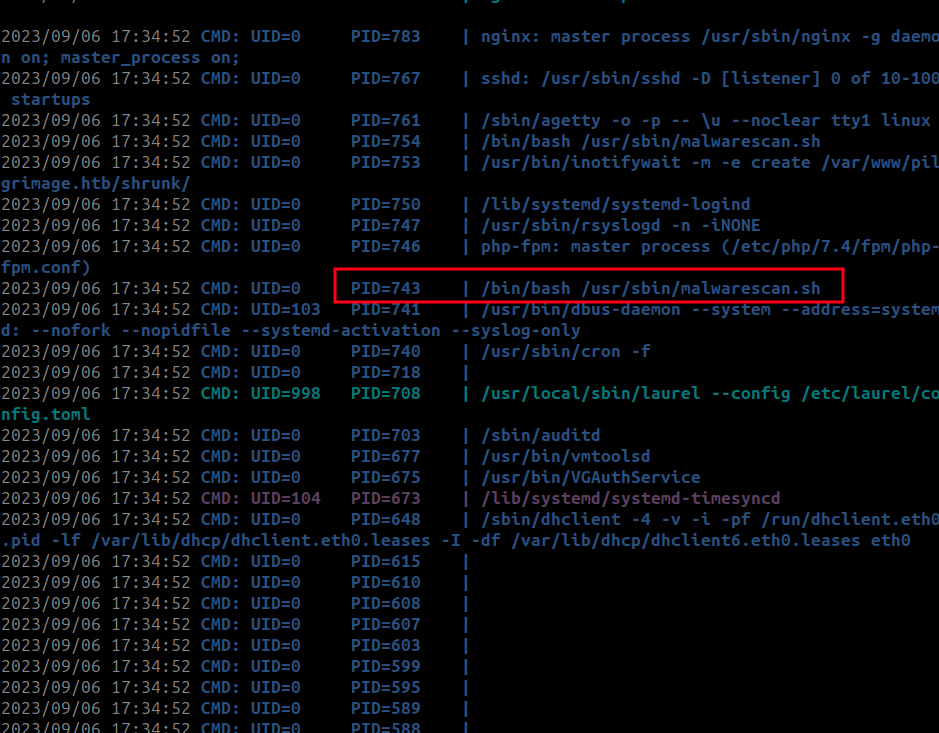 2023/09/06 17:34:52 CMD: UID=0     PID=783    | nginx: master process /usr/sbin/nginx -g daemo
n on; master_process on;
2023/09/06 17:34:52 CMD: UID=0     PID=767    | sshd: /usr/sbin/sshd -D [listener] 0 of 10-100
 startups
2023/09/06 17:34:52 CMD: UID=0     PID=761    | /sbin/agetty -o -p -- \u --noclear tty1 linux
2023/09/06 17:34:52 CMD: UID=0     PID=754    | /bin/bash /usr/sbin/malwarescan.sh
2023/09/06 17:34:52 CMD: UID=0     PID=753    | /usr/bin/inotifywait -m -e create /var/www/pil
grimage.htb/shrunk/
2023/09/06 17:34:52 CMD: UID=0     PID=750    | /lib/systemd/systemd-logind
2023/09/06 17:34:52 CMD: UID=0     PID=747    | /usr/sbin/rsyslogd -n -iNONE
2023/09/06 17:34:52 CMD: UID=0     PID=746    | php-fpm: master process (/etc/php/7.4/fpm/php-
fpm.conf)
2023/09/06 17:34:52 CMD: UID=0     PID=743    | /bin/bash /usr/sbin/malwarescan.sh
2023/09/06 17:34:52 CMD: UID=103   PID=741    | /usr/bin/dbus-daemon --system --address=system
d: --nofork --nopidfile --systemd-activation --syslog-only
2023/09/06 17:34:52 CMD: UID=0     PID=740    | /usr/sbin/cron -f
2023/09/06 17:34:52 CMD: UID=0     PID=718    |
2023/09/06 17:34:52 CMD: UID=998   PID=708    | /usr/local/sbin/laurel --config /etc/laurel/co
nfig.toml
2023/09/06 17:34:52 CMD: UID=0     PID=703    | /sbin/auditd
2023/09/06 17:34:52 CMD: UID=0     PID=677    | /usr/bin/vmtoolsd
2023/09/06 17:34:52 CMD: UID=0     PID=675    | /usr/bin/VGAuthService
2023/09/06 17:34:52 CMD: UID=104   PID=673    | /lib/systemd/systemd-timesyncd
2023/09/06 17:34:52 CMD: UID=0     PID=648    | /sbin/dhclient -4 -v -i -pf /run/dhclient.eth0
.pid -lf /var/lib/dhcp/dhclient.eth0.leases -I -df /var/lib/dhcp/dhclient6.eth0.leases eth0
2023/09/06 17:34:52 CMD: UID=0     PID=615    |
2023/09/06 17:34:52 CMD: UID=0     PID=610    |
2023/09/06 17:34:52 CMD: UID=0     PID=608    |
2023/09/06 17:34:52 CMD: UID=0     PID=607    |
2023/09/06 17:34:52 CMD: UID=0     PID=603    |
2023/09/06 17:34:52 CMD: UID=0     PID=599    |
2023/09/06 17:34:52 CMD: UID=0     PID=595    |
2023/09/06 17:34:52 CMD: UID=0     PID=589    |
2023/09/06 17:34:52 CMD: UID=0     PID=588    |